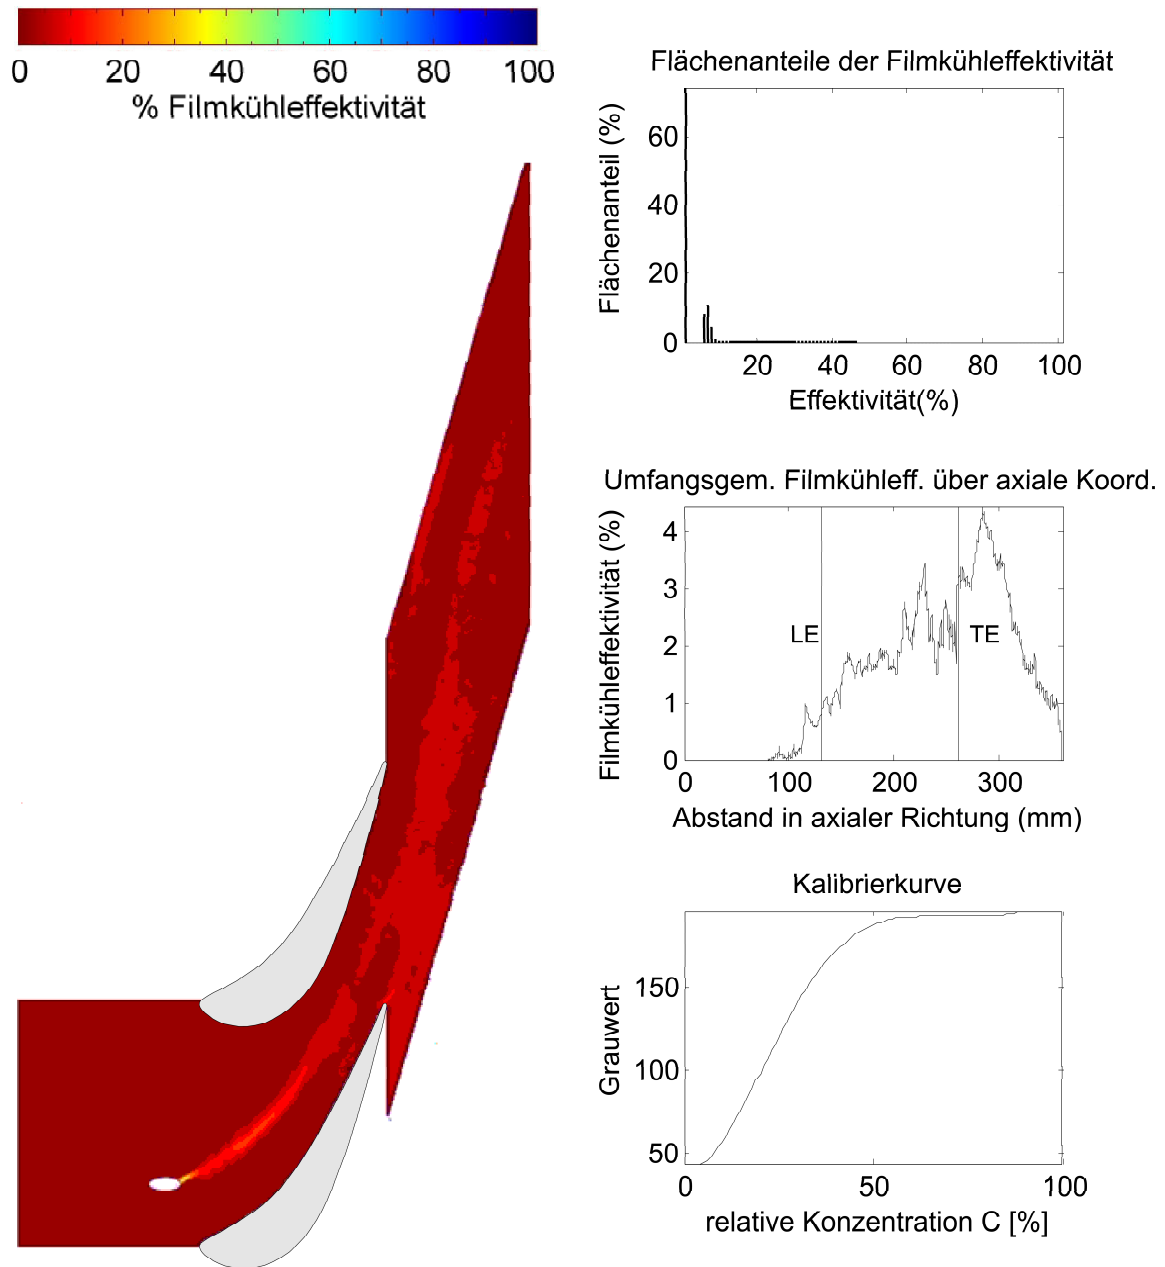 0 20 40 60 80 100
% Filmkühleffektivität
Flächenanteile der Filmkühleffektivität
Flächenanteil (%)
60
40
20
0
20 40 60 80 100
Effektivität(%)
Umfangsgem. Filmkühleff. über axiale Koord.
Filmkühleffektivität (%)
4
3
2
1
0
LE TE
0 100 200 300
Abstand in axialer Richtung (mm)
Kalibrierkurve
Grauwert
150
100
50
0 50 100
relative Konzentration C [%]